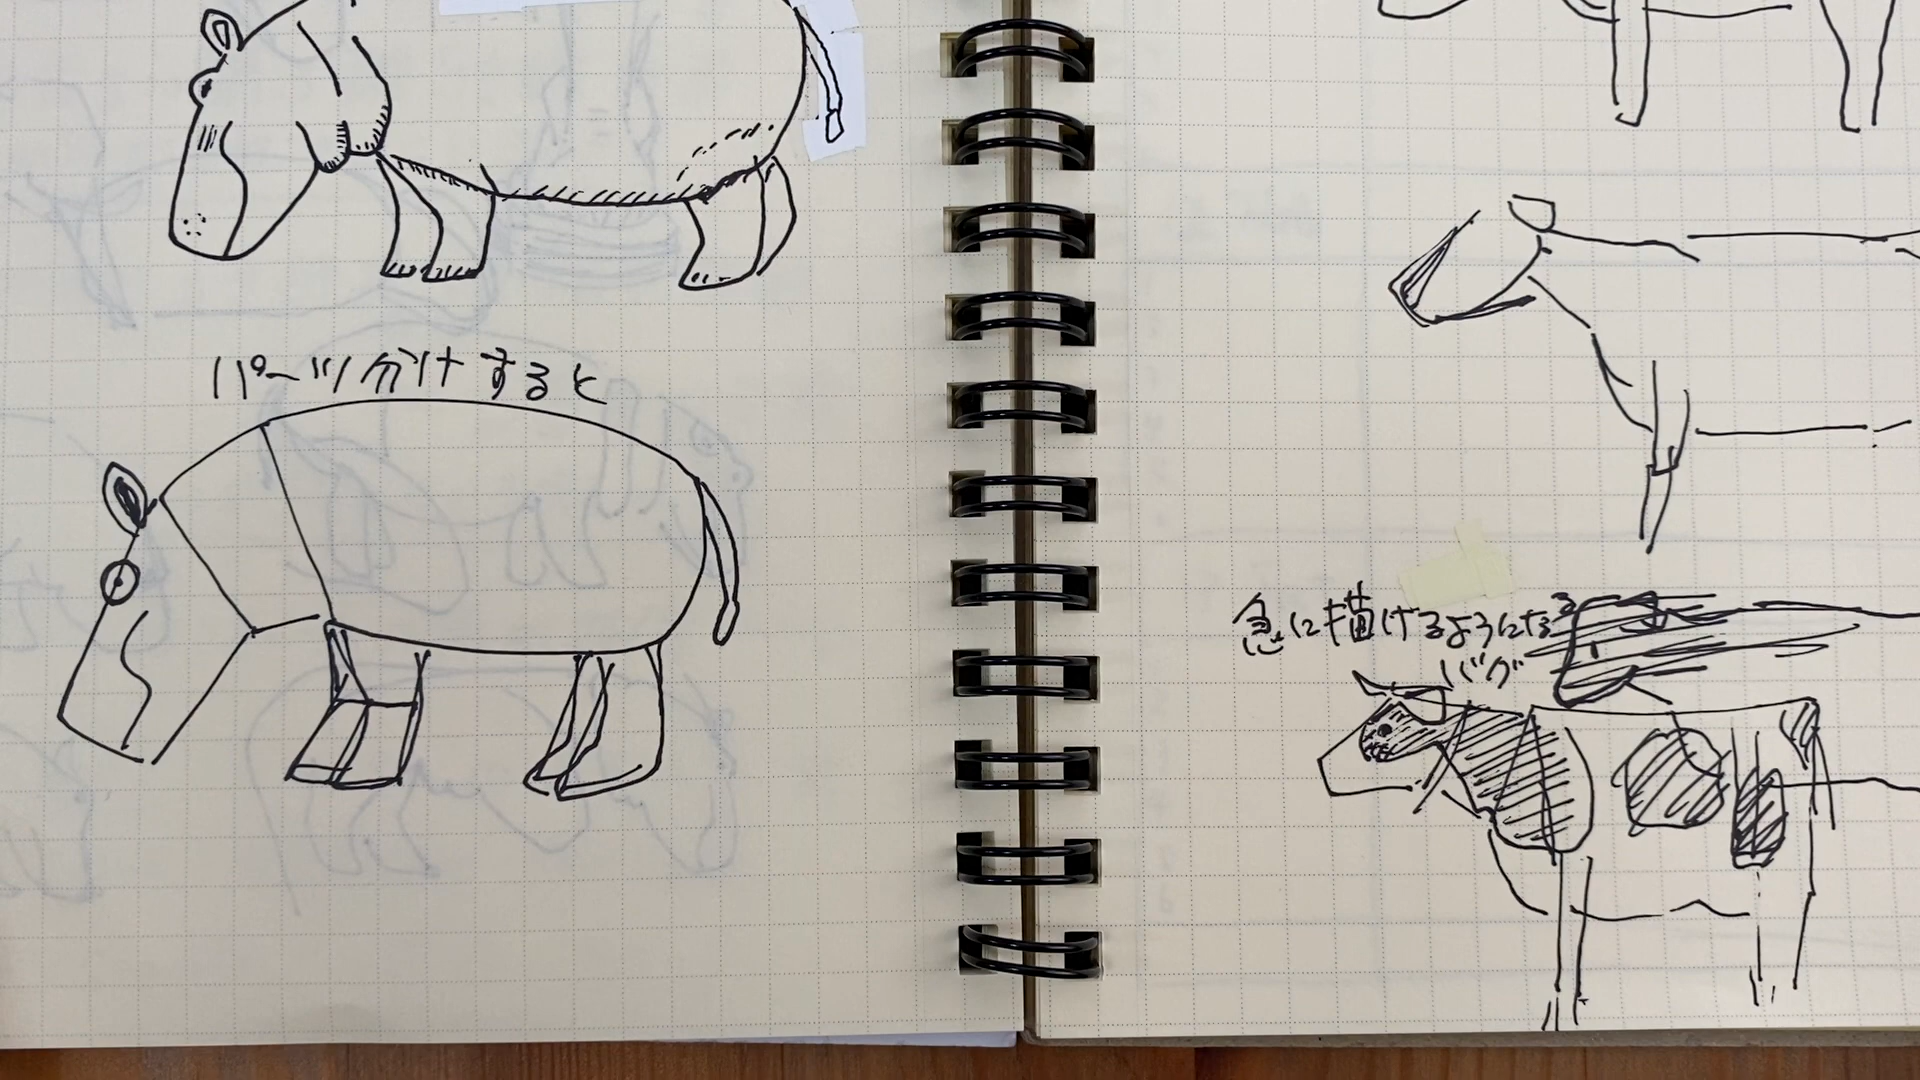 パーツ分けすると
急に描けるようになる
バグ